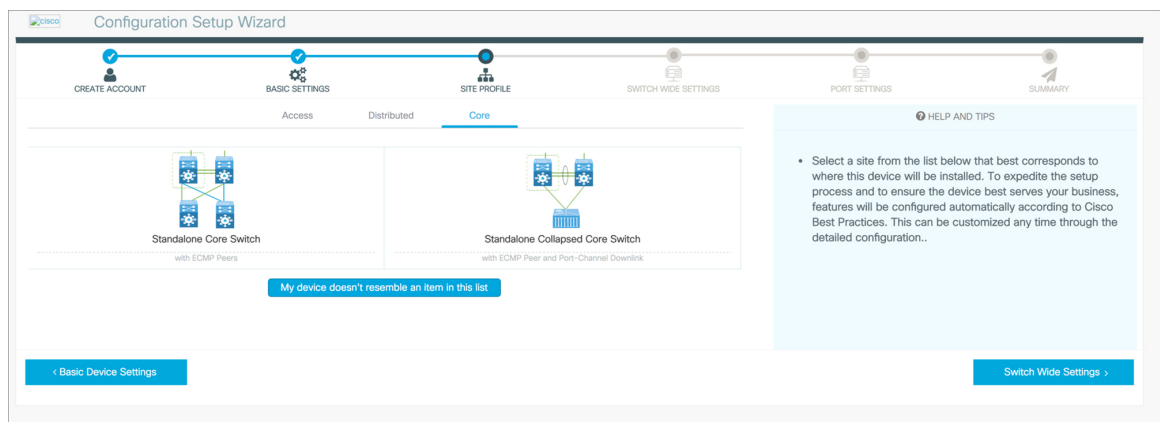 cisco
Configuration Setup Wizard
CREATE ACCOUNT
BASIC SETTINGS
SITE PROFILE
SWITCH WIDE SETTINGS
PORT SETTINGS
SUMMARY
Access
Distributed
Core
HELP AND TIPS
Standalone Core Switch
with ECMP Peers
Standalone Collapsed Core Switch
with ECMP Peer and Port-Channel Downlink
My device doesn't resemble an item in this list
• Select a site from the list below that best corresponds to
where this device will be installed. To expedite the setup
process and to ensure the device best serves your business,
features will be configured automatically according to Cisco
Best Practices. This can be customized any time through the
detailed configuration..
‹ Basic Device Settings
Switch Wide Settings ›